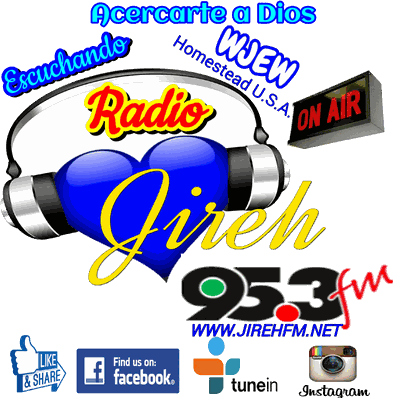 Acercarte a Dios
Escuchando
WJEW
Homestead U.S.A.
Radio
ON AIR
Jireh
95.3 fm
WWW.JIREHFM.NET
LIKE
& SHARE
Find us on:
facebook®
tunein
Instagram